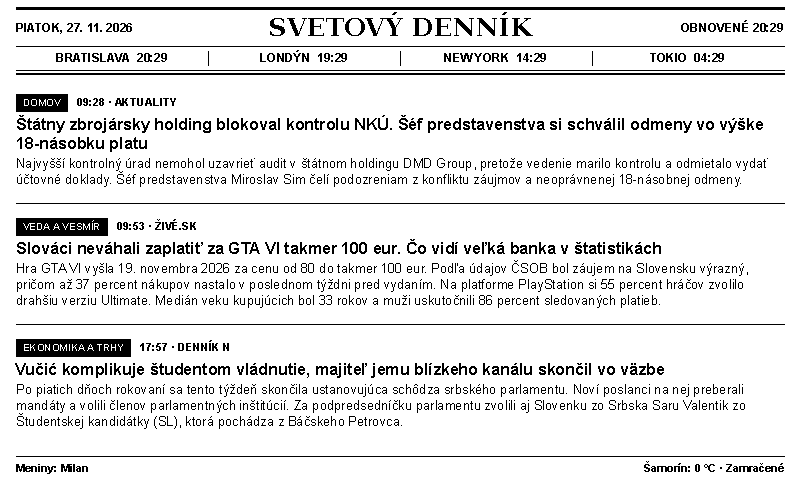 PIATOK, 27. 11. 2026
SVETOVÝ DENNÍK
OBNOVENÉ 20:29
BRATISLAVA 20:29
LONDÝN 19:29
NEW YORK 14:29
TOKIO 04:29
DOMOV 09:28 · AKTUALITY
Štátny zbrojársky holding blokoval kontrolu NKÚ. Šéf predstavenstva si schválil odmeny vo výške
18-násobku platu
Najvyšší kontrolný úrad nemohol uzavrieť audit v štátnom holdingu DMD Group, pretože vedenie marilo kontrolu a odmietalo vydať
účtovné doklady. Šéf predstavenstva Miroslav Sim čelí podozreniam z konfliktu záujmov a neoprávnenej 18-násobnej odmeny.
VEDA A VESMÍR 09:53 · ŽIVÉ.SK
Slováci neváhali zaplatiť za GTA VI takmer 100 eur. Čo vidí veľká banka v štatistikách
Hra GTA VI vyšla 19. novembra 2026 za cenu od 80 do takmer 100 eur. Podľa údajov ČSOB bol záujem na Slovensku výrazný,
pričom až 37 percent nákupov nastalo v poslednom týždni pred vydaním. Na platforme PlayStation si 55 percent hráčov zvolilo
drahšiu verziu Ultimate. Medián veku kupujúcich bol 33 rokov a muži uskutočnili 86 percent sledovaných platieb.
EKONOMIKA A TRHY 17:57 · DENNÍK N
Vučić komplikuje študentom vládnutie, majiteľ jemu blízkeho kanálu skončil vo väzbe
Po piatich dňoch rokovaní sa tento týždeň skončila ustanovujúca schôdza srbského parlamentu. Noví poslanci na nej preberali
mandáty a volili členov parlamentných inštitúcií. Za podpredsedníčku parlamentu zvolili aj Slovenku zo Srbska Saru Valentik zo
Študentskej kandidátky (SL), ktorá pochádza z Báčskeho Petrovca.
Meniny: Milan
Šamorín: 0 °C · Zamračené